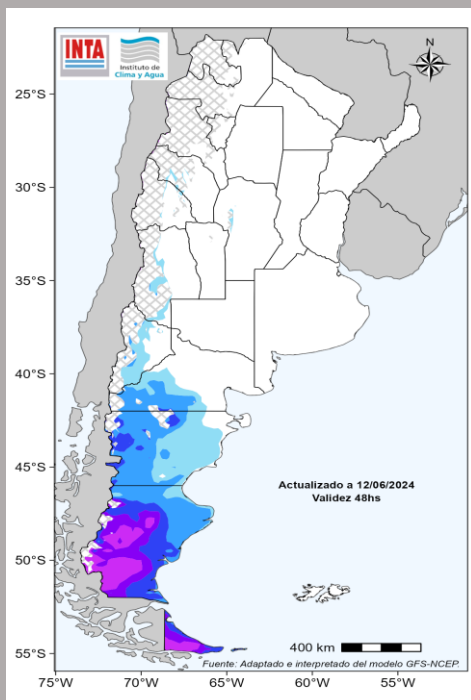 INTA
Instituto de
Clima y Agua
N
25°S
30°S
35°S
40°S
45°S
Actualizado a 12/06/2024
Validez 48hs
50°S
400 km
Fuente: Adaptado e interpretado del modelo GFS-NCEP.
55°S
75°W
70°W
65°W
60°W
55°W